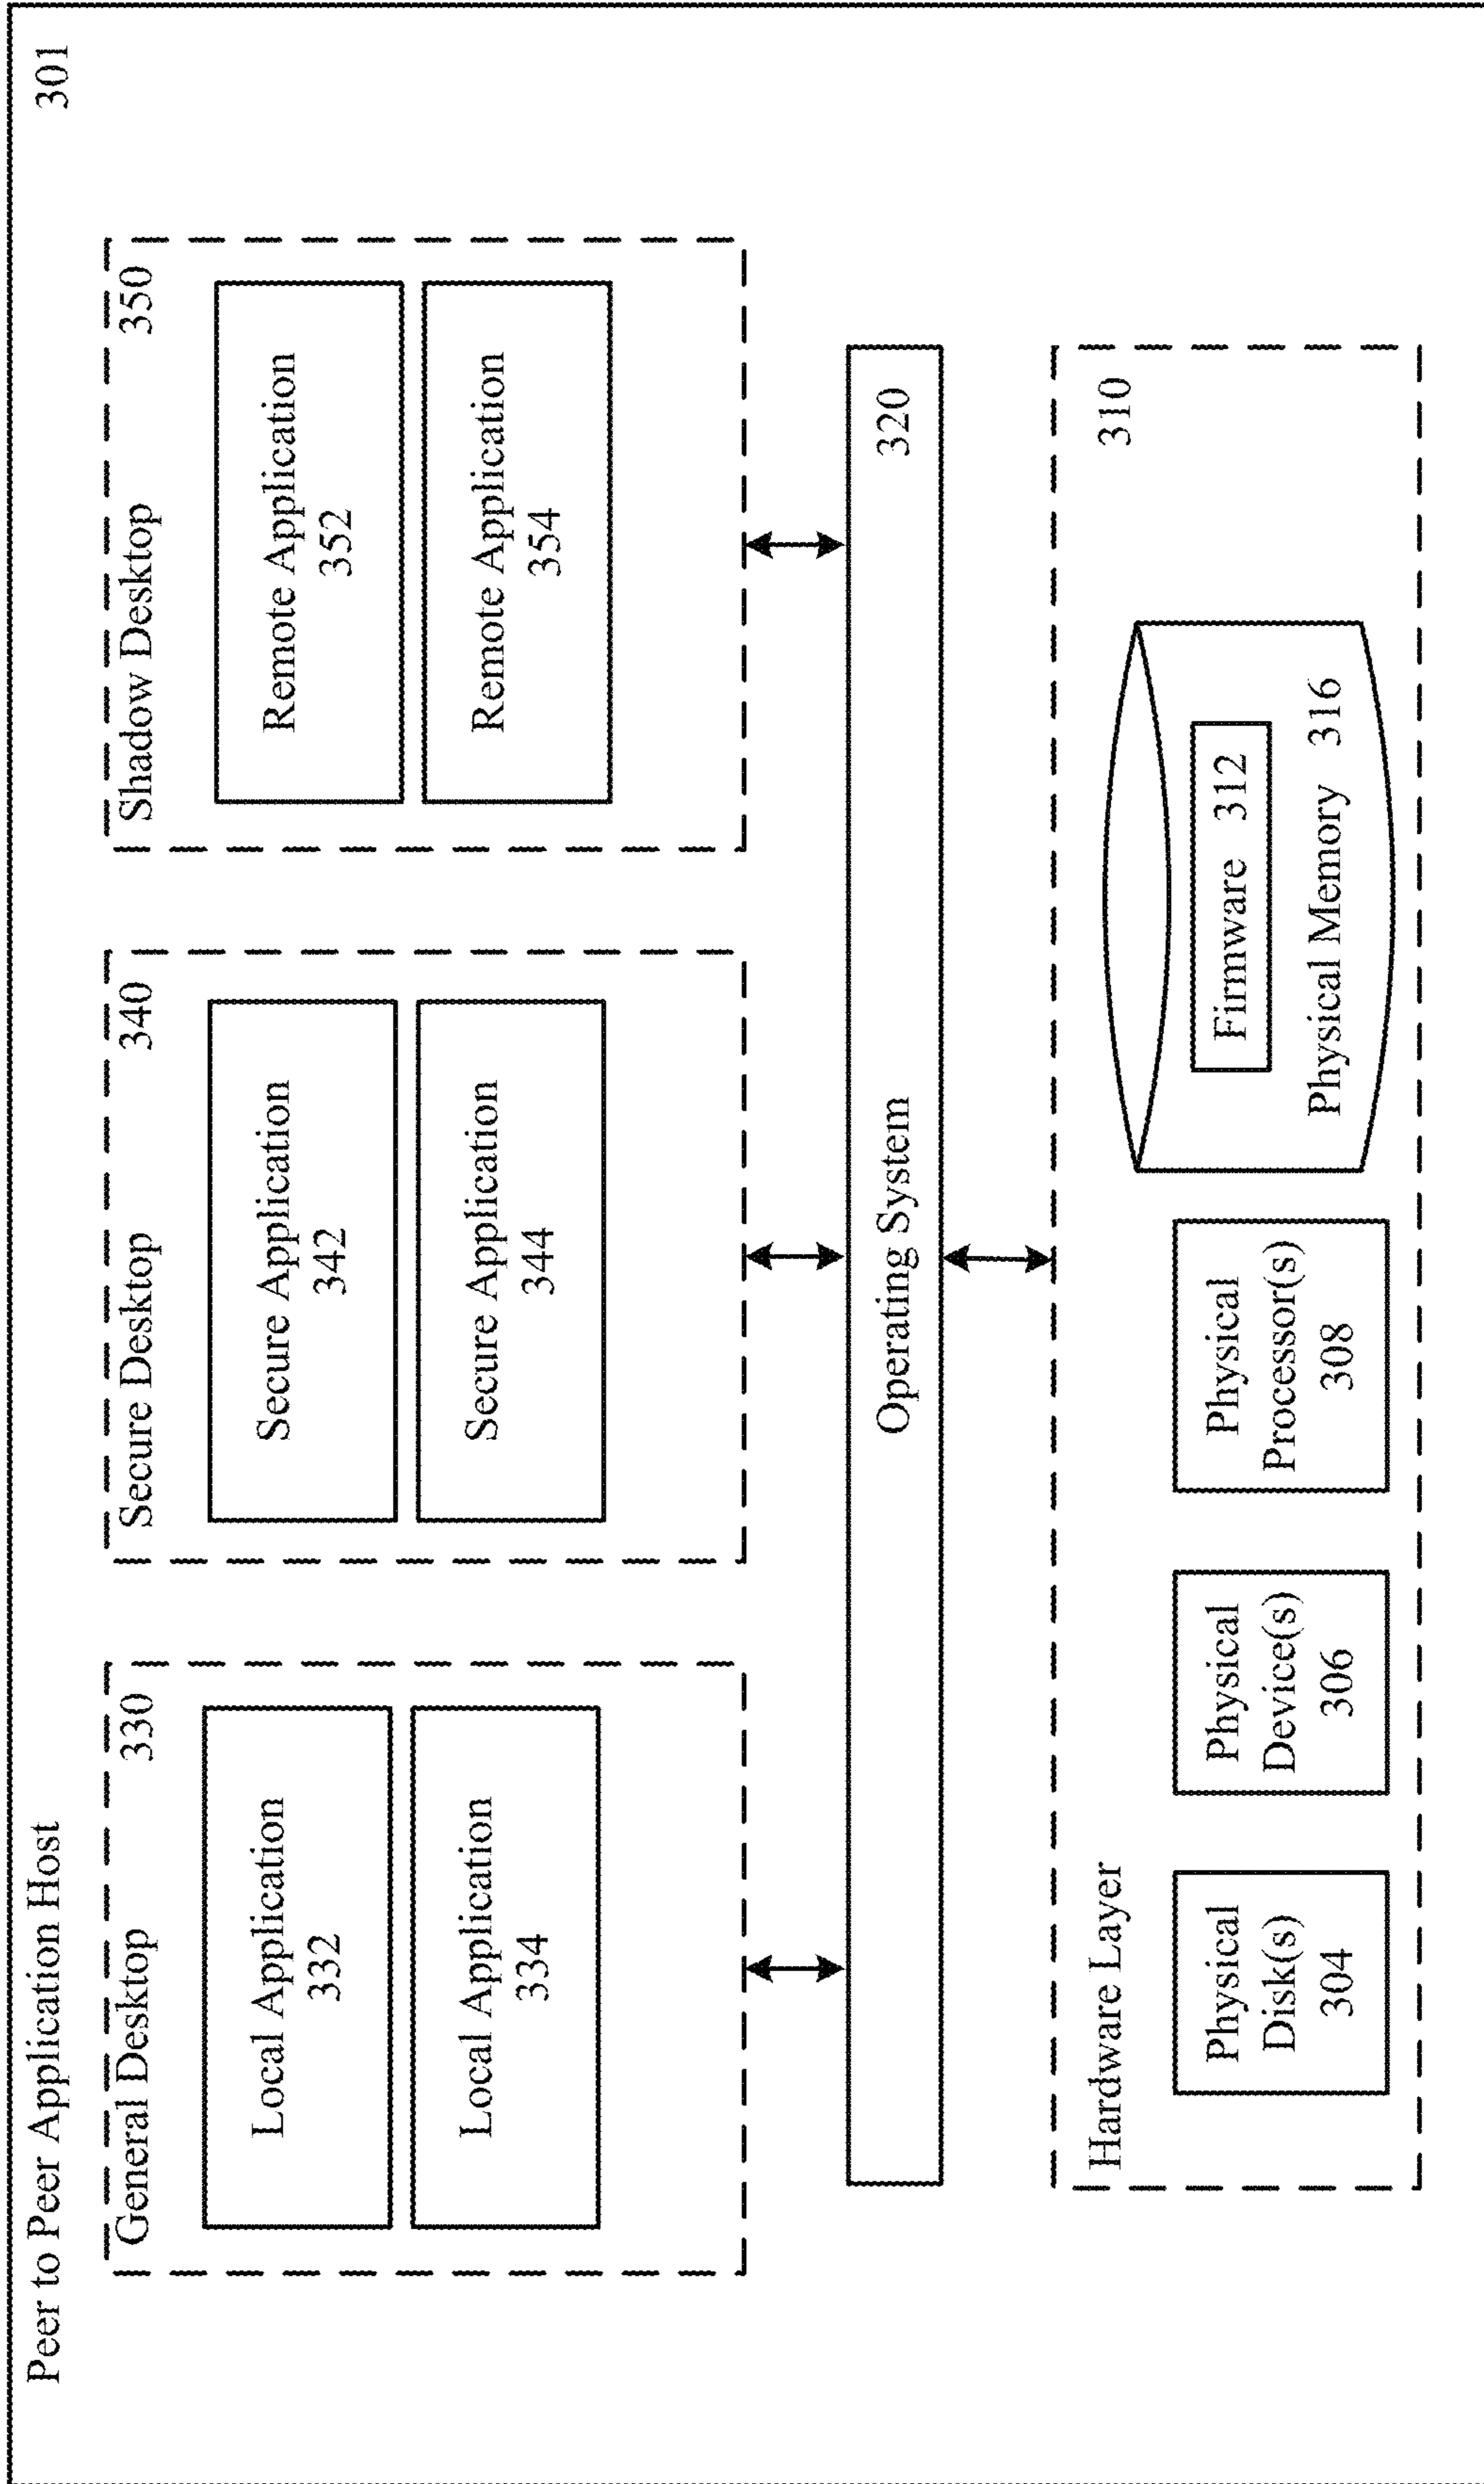 Peer to Peer Application Host
301
General Desktop
330
Local Application
332
Local Application
334
Secure Desktop
340
Secure Application
342
Secure Application
344
Shadow Desktop
350
Remote Application
352
Remote Application
354
Operating System
320
Hardware Layer
310
Physical
Disk(s)
304
Physical
Device(s)
306
Physical
Processor(s)
308
Firmware 312
Physical Memory 316